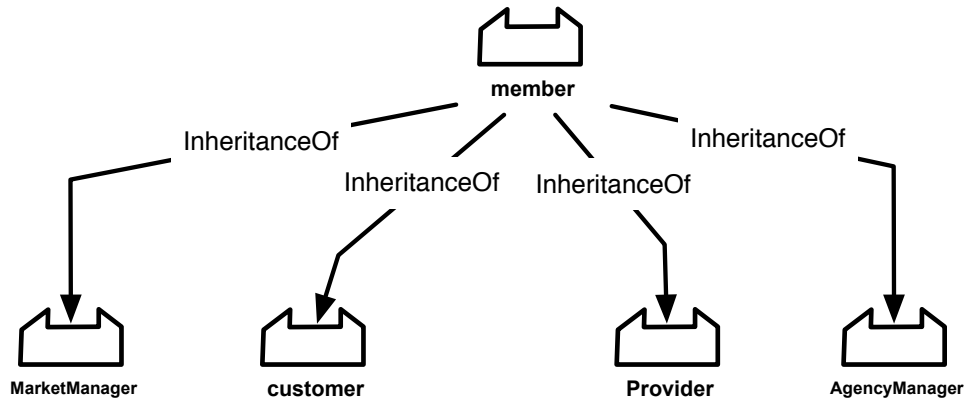 member
InheritanceOf
InheritanceOf
InheritanceOf
InheritanceOf
MarketManager
customer
Provider
AgencyManager